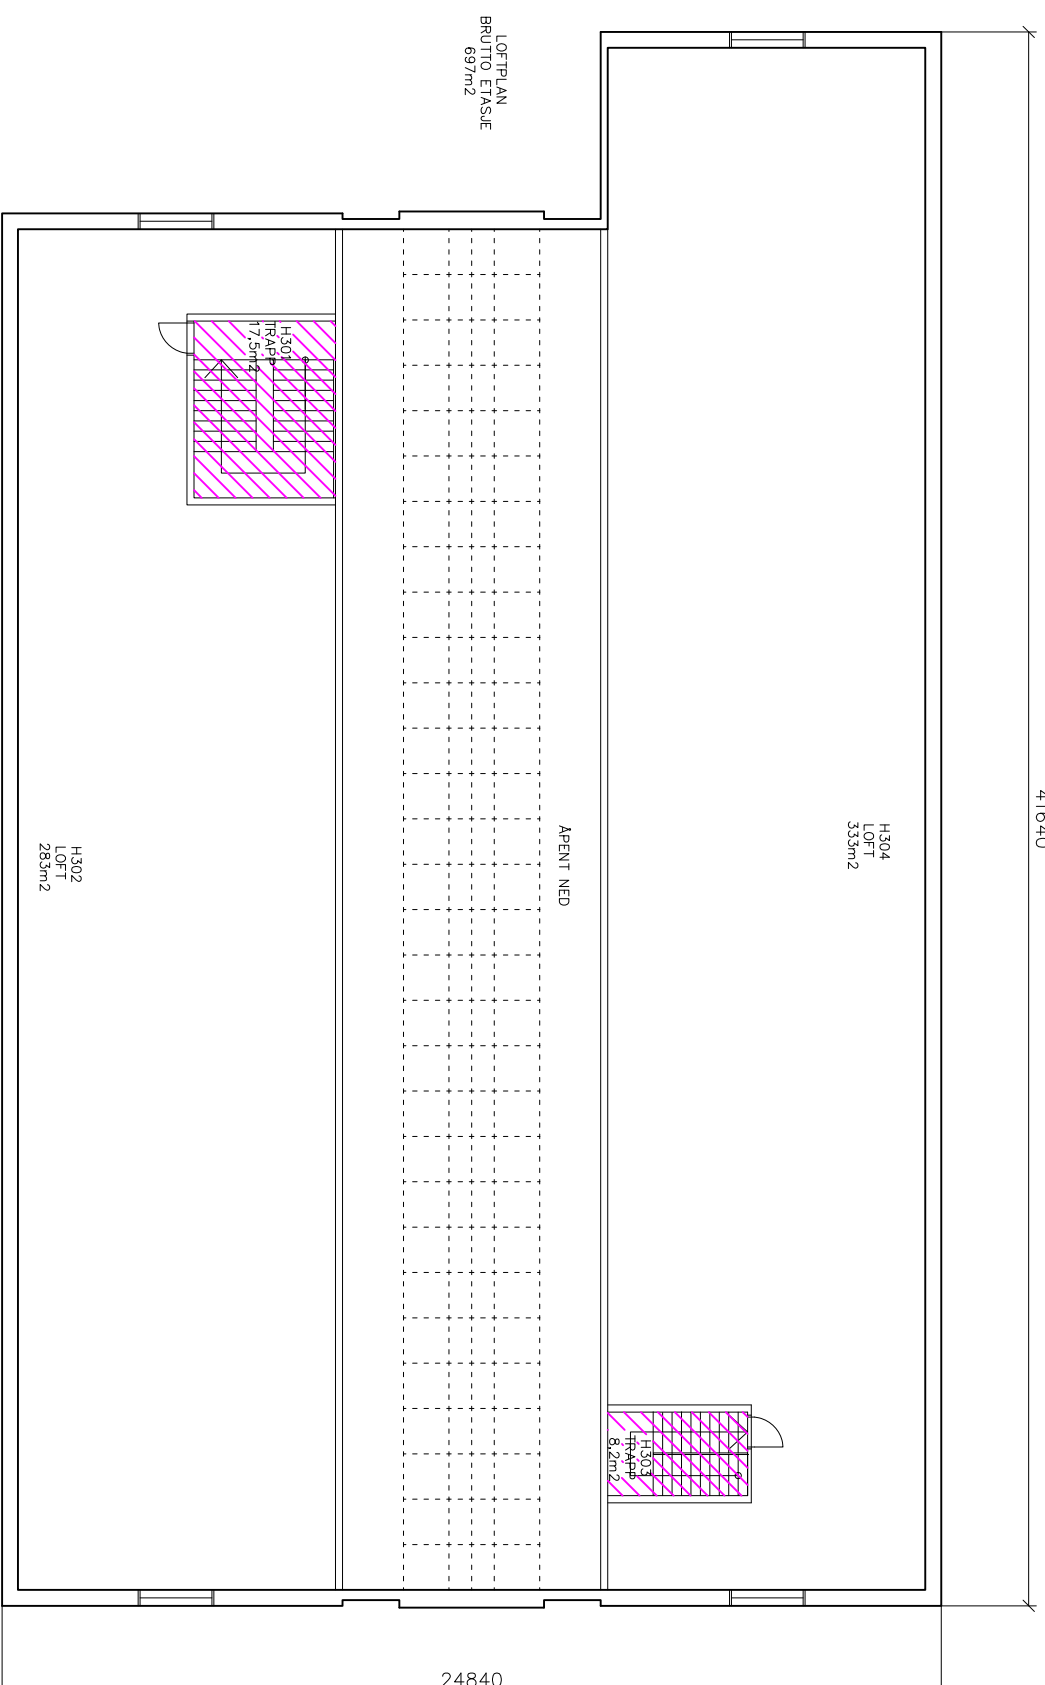 LOFTPLAN
BRUTTO ETASJE
697m2
H301
TRAPP
17,5m2
41640
H304
LOFT
333m2
ÅPENT NED
H302
LOFT
283m2
H303
TRAPP
8,2m2
24840